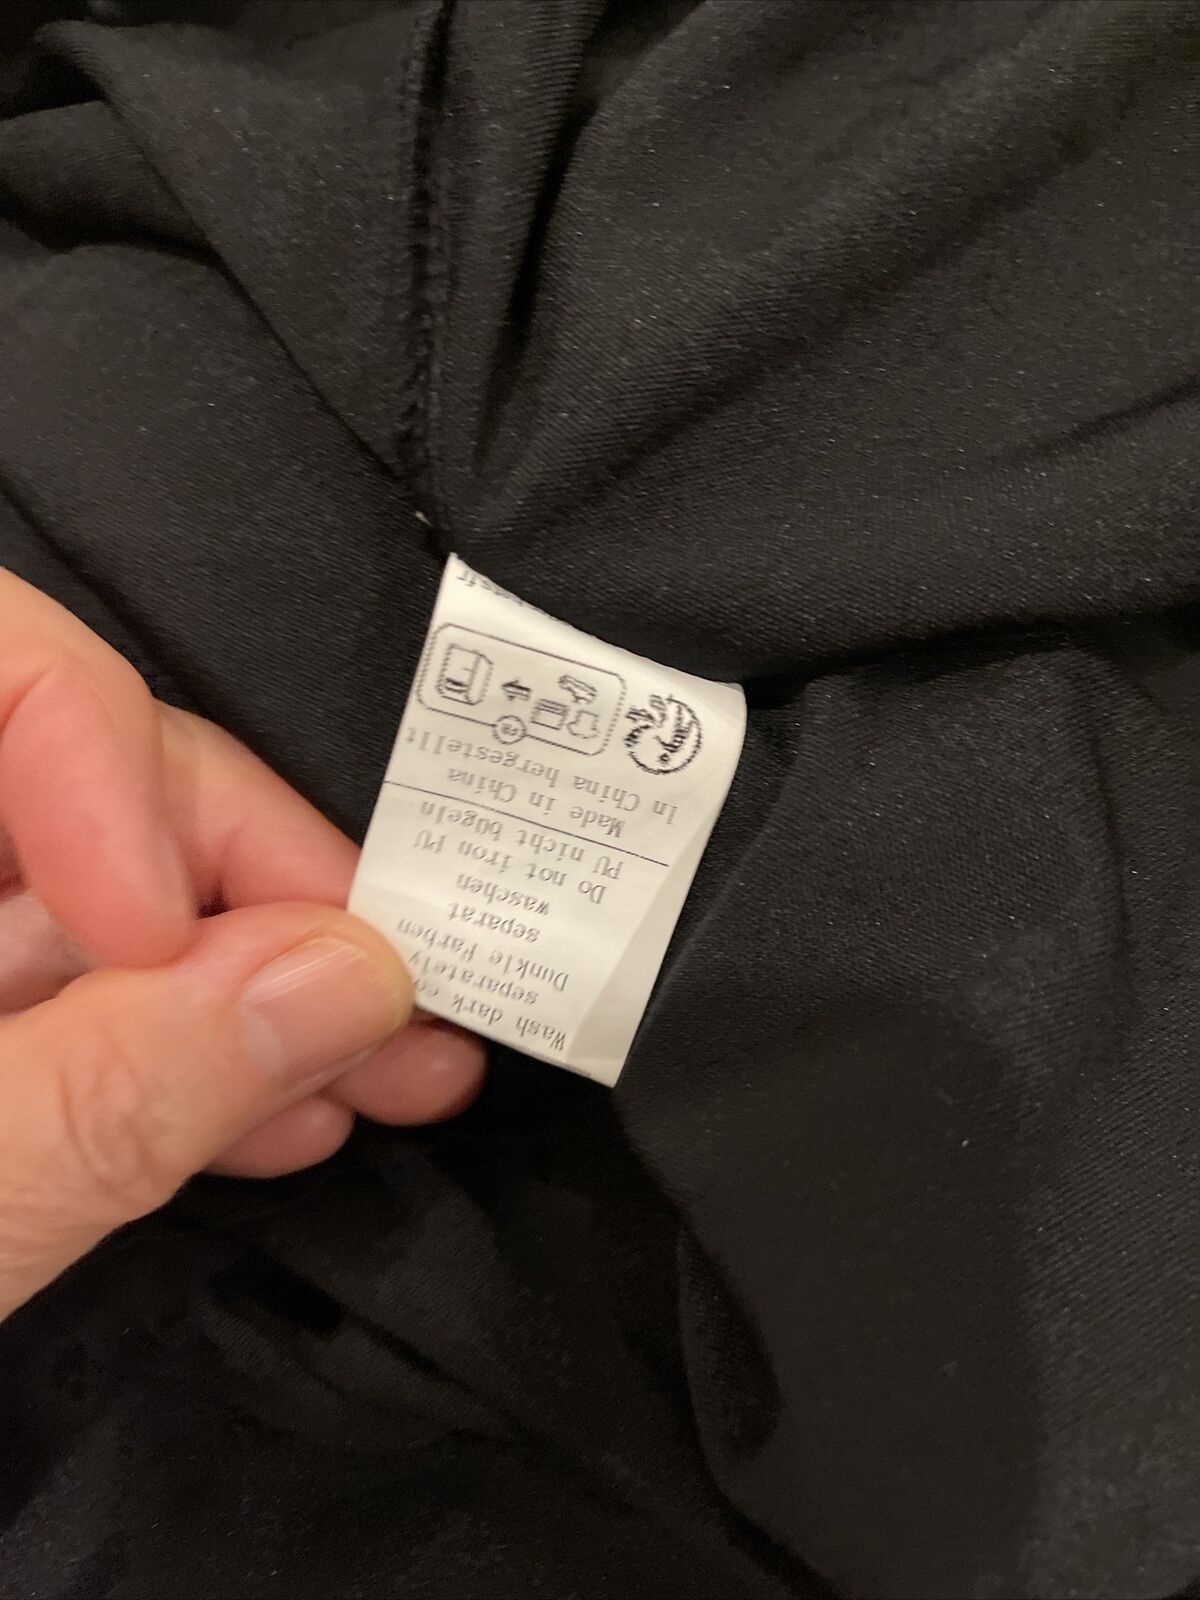 Wash dark
separately
Dunkle Farben
separat
waschen
Do not iron PU
PU nicht bügeln
Made in China
In China hergestellt
FR